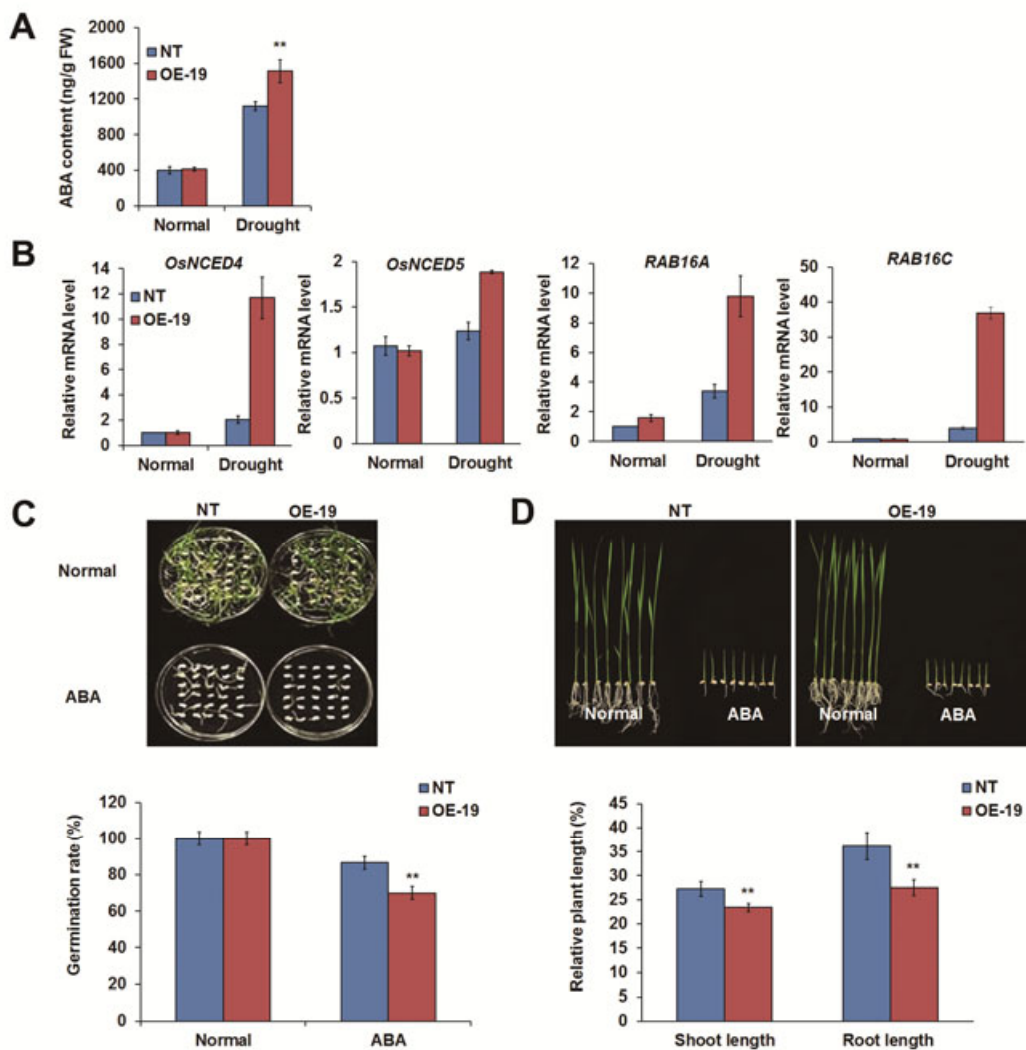 A
ABA content (ng/g FW)
2000
1600
1200
800
400
0
NT
OE-19
**
Normal Drought
B
OsNCED4
Relative mRNA level
14
12
10
8
6
4
2
0
NT
OE-19
Normal Drought
OsNCED5
Relative mRNA level
2
1.5
1
0.5
0
Normal Drought
RAB16A
Relative mRNA level
12
10
8
6
4
2
0
Normal Drought
RAB16C
Relative mRNA level
50
40
30
20
10
0
Normal Drought
C
NT OE-19
Normal
ABA
NT
OE-19
Germination rate (%)
120
100
80
60
40
20
0
**
Normal ABA
D
NT OE-19
Normal ABA Normal ABA
NT
OE-19
Relative plant length (%)
45
40
35
30
25
20
15
10
5
0
** **
Shoot length Root length